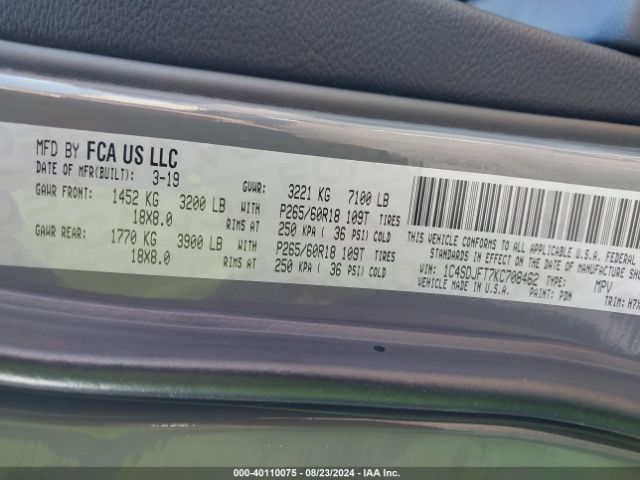 MFD BY FCA US LLC
DATE OF MFR(BUILT): 3-19 GVWR: 3221 KG 7100 LB
GAWR FRONT: 1452 KG 3200 LB WITH P265/60R18 109T TIRES
18X8.0 RIMS AT 250 KPA ( 36 PSI) COLD
GAWR REAR: 1770 KG 3900 LB WITH P265/60R18 109T TIRES
18X8.0 RIMS AT 250 KPA ( 36 PSI) COLD
THIS VEHICLE CONFORMS TO ALL APPLICABLE U.S.A. FEDERAL
STANDARDS IN EFFECT ON THE DATE OF MANUFACTURE
VIN: 1C4SDJFT7KC708462 TYPE: MPV
MADE IN U.S.A. PAINT: PDN TRIM: H7X
000-40110075 - 08/23/2024 - IAA Inc.